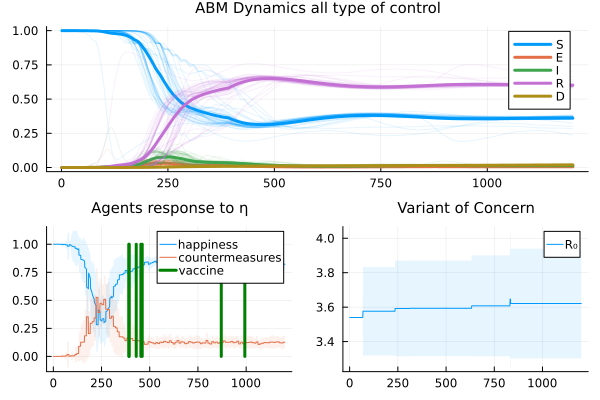 ABM Dynamics all type of control
1.00
0.75
0.50
0.25
0.00
S
E
I
R
D
0 250 500 750 1000
Agents response to η
1.00
0.75
0.50
0.25
0.00
happiness
countermeasures
vaccine
0 250 500 750 1000
Variant of Concern
4.0
3.8
3.6
3.4
R₀
0 250 500 750 1000